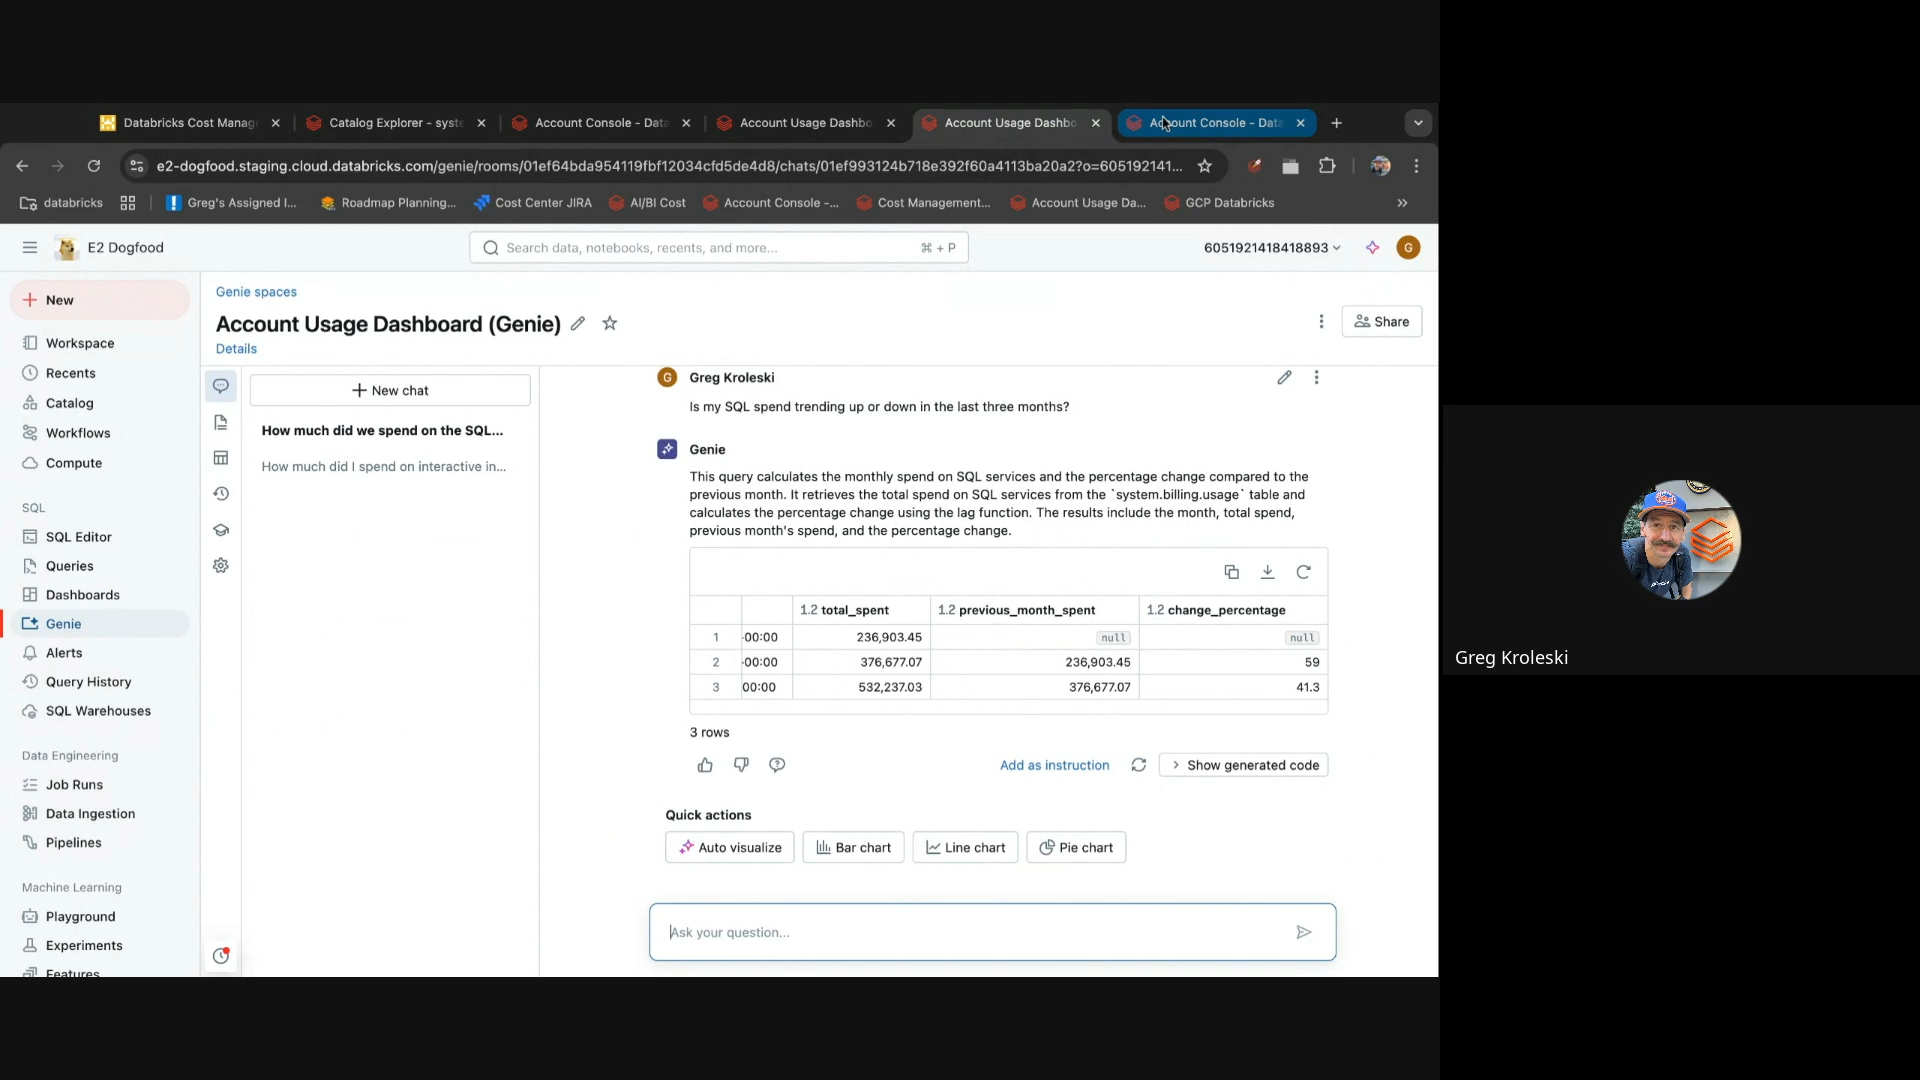 Databricks Cost Manag
Catalog Explorer - syste
Account Console - Data
Account Usage Dashbo
Account Usage Dashbo
Account Console - Data
e2-dogfood.staging.cloud.databricks.com/genie/rooms/01ef64bda954119fbf12034cfd5de4d8/chats/01ef993124b718e392f60a4113ba20a2?o=605192141...
databricks
Greg's Assigned I...
Roadmap Planning...
Cost Center JIRA
AI/BI Cost
Account Console -...
Cost Management...
Account Usage Da...
GCP Databricks
E2 Dogfood
Search data, notebooks, recents, and more...
⌘ + P
6051921418418893
G
New
Workspace
Recents
Catalog
Workflows
Compute
SQL
SQL Editor
Queries
Dashboards
Genie
Alerts
Query History
SQL Warehouses
Data Engineering
Job Runs
Data Ingestion
Pipelines
Machine Learning
Playground
Experiments
Features
Genie spaces
Account Usage Dashboard (Genie)
Share
Details
New chat
How much did we spend on the SQL...
How much did I spend on interactive in...
G
Greg Kroleski
Is my SQL spend trending up or down in the last three months?
Genie
This query calculates the monthly spend on SQL services and the percentage change compared to the
previous month. It retrieves the total spend on SQL services from the `system.billing.usage` table and
calculates the percentage change using the lag function. The results include the month, total spend,
previous month's spend, and the percentage change.
1.2 total_spent 1.2 previous_month_spent 1.2 change_percentage
1 -00:00 236,903.45 null null
2 -00:00 376,677.07 236,903.45 59
3 00:00 532,237.03 376,677.07 41.3
3 rows
Add as instruction
Show generated code
Quick actions
Auto visualize
Bar chart
Line chart
Pie chart
Ask your question...
Greg Kroleski